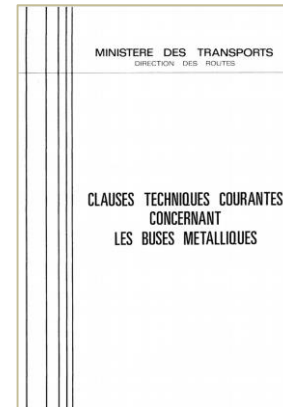 MINISTERE DES TRANSPORTS
DIRECTION DES ROUTES
CLAUSES TECHNIQUES COURANTES
CONCERNANT
LES BUSES METALLIQUES